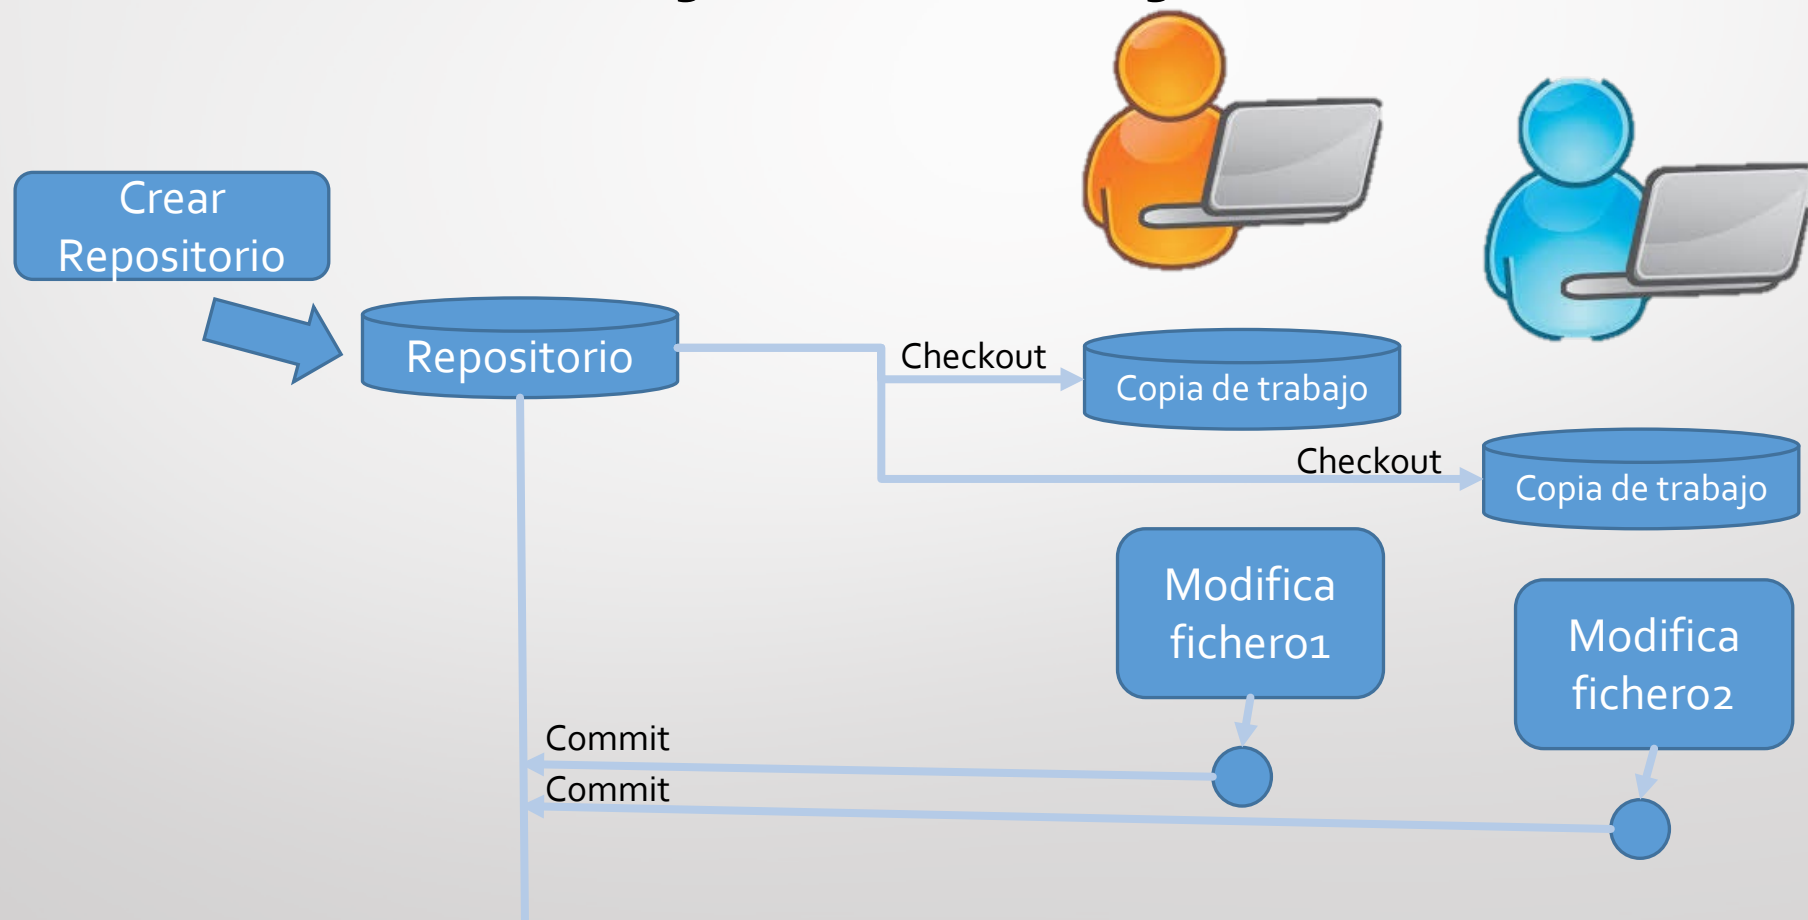 Crear
Repositorio
Repositorio
Checkout
Copia de trabajo
Checkout
Copia de trabajo
Modifica
fichero1
Modifica
fichero2
Commit
Commit